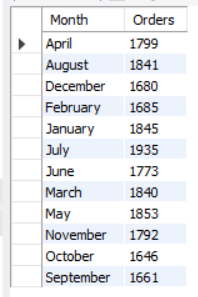 Month Orders
April 1799
August 1841
December 1680
February 1685
January 1845
July 1935
June 1773
March 1840
May 1853
November 1792
October 1646
September 1661